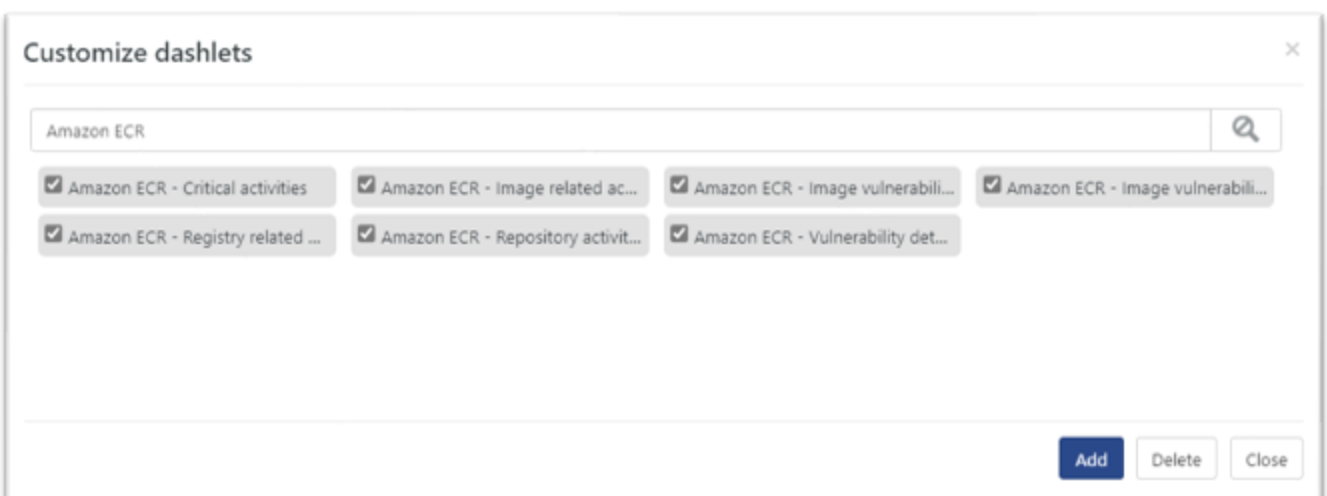 Customize dashlets
Amazon ECR
Amazon ECR - Critical activities
Amazon ECR - Image related ac...
Amazon ECR - Image vulnerabili...
Amazon ECR - Image vulnerabili...
Amazon ECR - Registry related ...
Amazon ECR - Repository activit...
Amazon ECR - Vulnerability det...
Add
Delete
Close